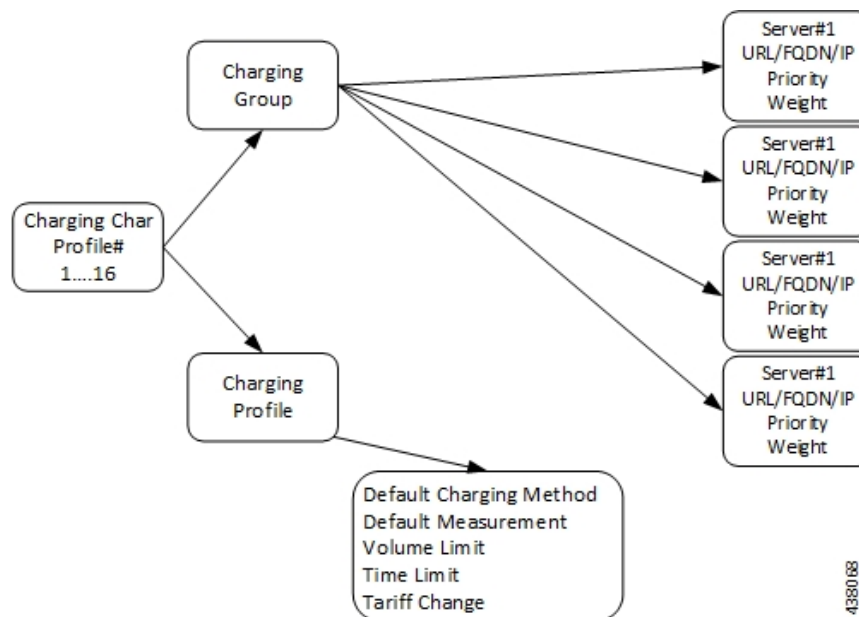 Charging
Group
Server#1
URL/FQDN/IP
Priority
Weight
Server#1
URL/FQDN/IP
Priority
Weight
Charging Char
Profile#
1....16
Server#1
URL/FQDN/IP
Priority
Weight
Charging
Profile
Server#1
URL/FQDN/IP
Priority
Weight
Default Charging Method
Default Measurement
Volume Limit
Time Limit
Tariff Change
438068